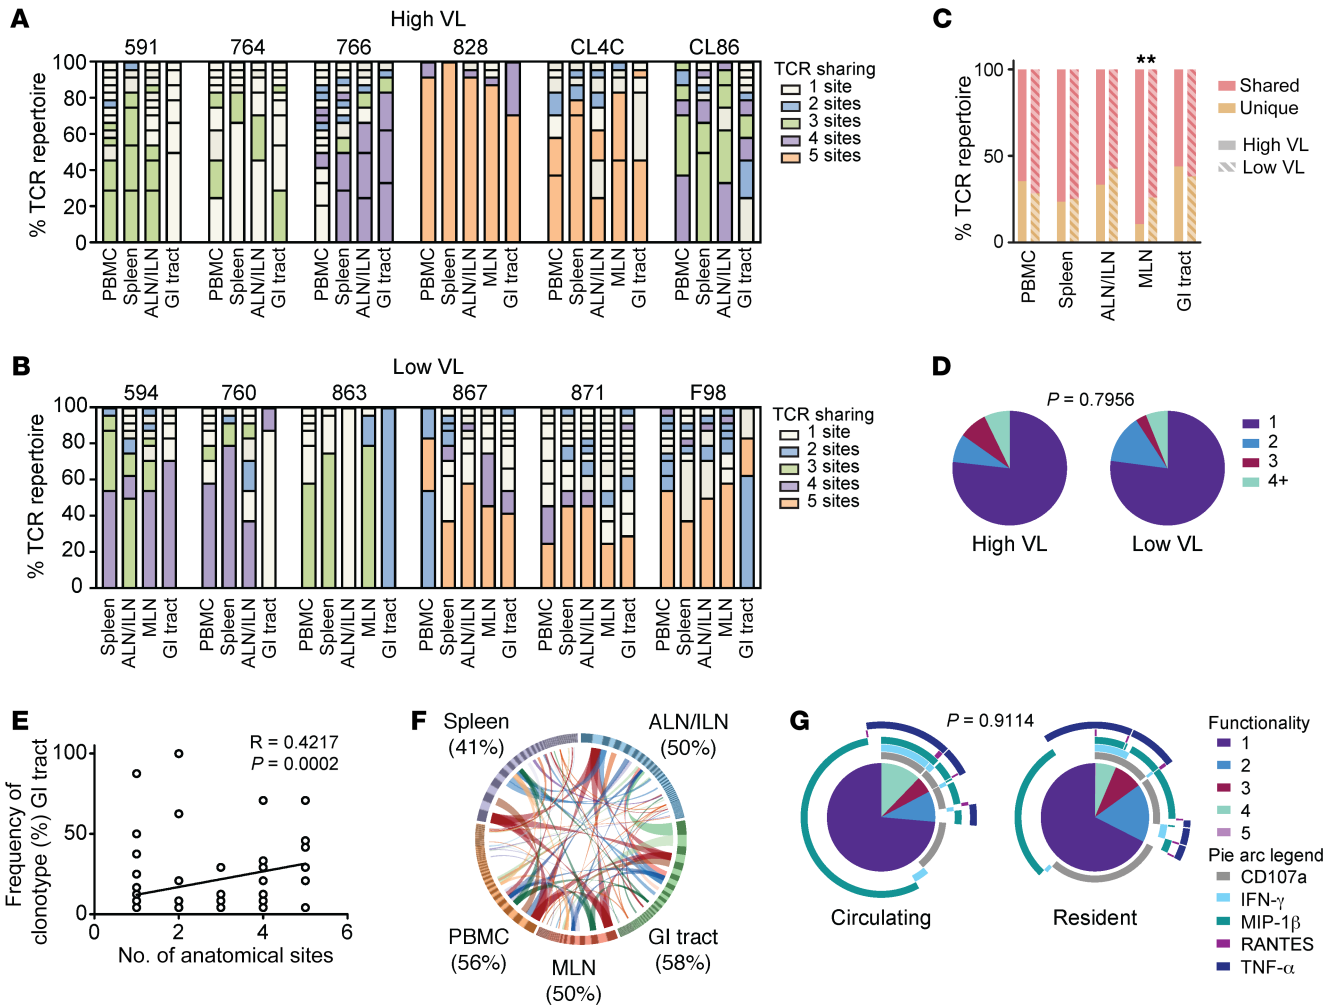 A
High VL
591 764 766 828 CL4C CL86
% TCR repertoire
100
80
60
40
20
0
PBMC Spleen ALN/ILN GI tract PBMC Spleen ALN/ILN GI tract PBMC Spleen ALN/ILN GI tract PBMC Spleen ALN/ILN MLN GI tract PBMC Spleen ALN/ILN MLN GI tract PBMC Spleen ALN/ILN GI tract
TCR sharing
1 site
2 sites
3 sites
4 sites
5 sites
B
Low VL
594 760 863 867 871 F98
% TCR repertoire
100
80
60
40
20
0
Spleen ALN/ILN MLN GI tract PBMC Spleen ALN/ILN GI tract PBMC Spleen ALN/ILN MLN GI tract PBMC Spleen ALN/ILN MLN GI tract PBMC Spleen ALN/ILN MLN GI tract PBMC Spleen ALN/ILN MLN GI tract
TCR sharing
1 site
2 sites
3 sites
4 sites
5 sites
C
% TCR repertoire
100
50
0
**
PBMC Spleen ALN/ILN MLN GI tract
Shared
Unique
High VL
Low VL
D
P = 0.7956
High VL Low VL
1
2
3
4+
E
R = 0.4217
P = 0.0002
Frequency of
clonotype (%) GI tract
100
50
0
0 2 4 6
No. of anatomical sites
F
Spleen
(41%)
ALN/ILN
(50%)
PBMC
(56%)
MLN
(50%)
GI tract
(58%)
G
P = 0.9114
Circulating Resident
Functionality
1
2
3
4
5
Pie arc legend
CD107a
IFN-γ
MIP-1β
RANTES
TNF-α